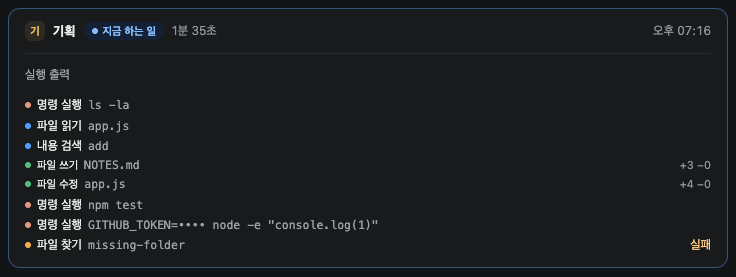 기 기획 지금 하는 일 1분 35초 오후 07:16
실행 출력
명령 실행 ls -la
파일 읽기 app.js
내용 검색 add
파일 쓰기 NOTES.md +3 −0
파일 수정 app.js +4 −0
명령 실행 npm test
명령 실행 GITHUB_TOKEN=•••• node -e "console.log(1)"
파일 찾기 missing-folder 실패